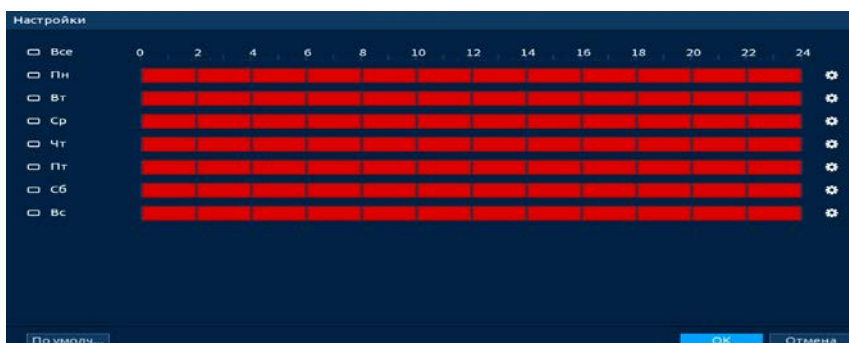 Настройки
Все 0 2 4 6 8 10 12 14 16 18 20 22 24
Пн
Вт
Ср
Чт
Пт
Сб
Вс
По умолч... ОК Отмена